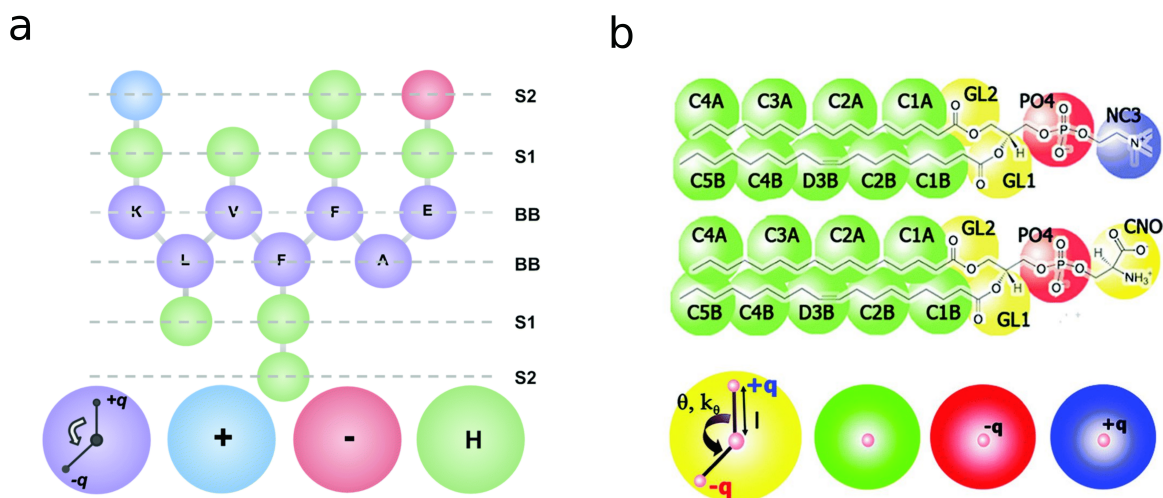 a
S2
S1
K V F E BB
L F A BB
S1
S2
+q
-q
+
-
H
b
C4A C3A C2A C1A GL2 PO4 NC3
O O O P O O⁻ O N⁺
O H
O
C5B C4B D3B C2B C1B GL1
C4A C3A C2A C1A GL2 PO4 CNO
O O O P O O⁻ O H O O⁻
NH₃⁺
O H
O
C5B C4B D3B C2B C1B GL1
+q
θ, kθ l
-q
-q
+q